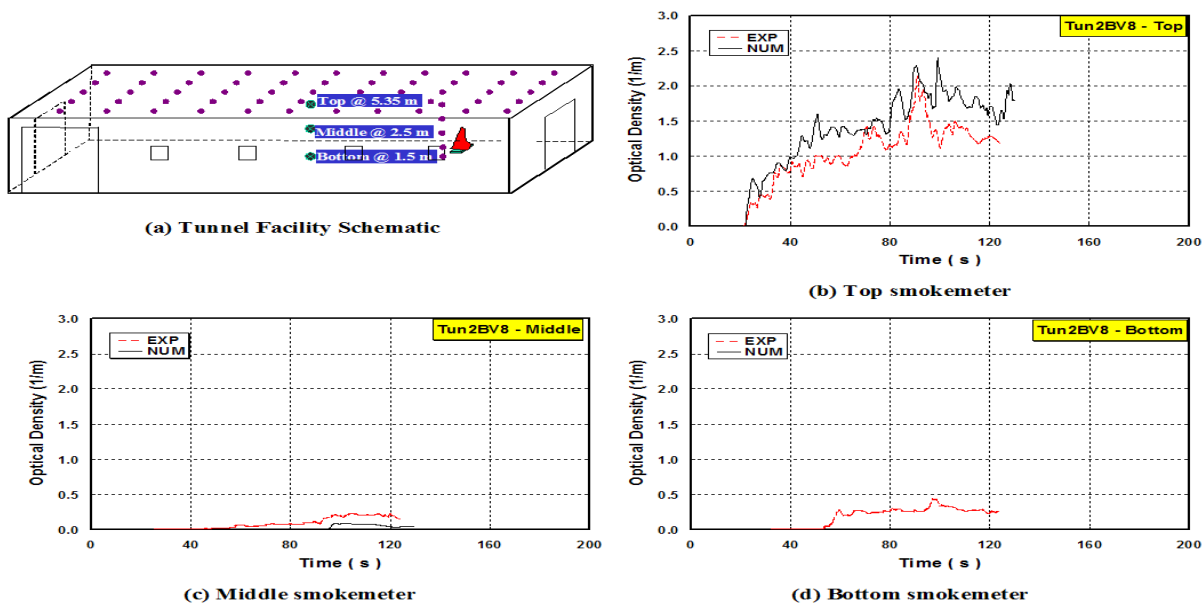 Top @ 5.35 m
Middle @ 2.5 m
Bottom @ 1.5 m
(a) Tunnel Facility Schematic
Tun2BV8 - Top
EXP
NUM
Optical Density (1/m)
3.0
2.5
2.0
1.5
1.0
0.5
0.0
0 40 80 120 160 200
Time ( s )
(b) Top smokemeter
Tun2BV8 - Middle
EXP
NUM
Optical Density (1/m)
3.0
2.5
2.0
1.5
1.0
0.5
0.0
0 40 80 120 160 200
Time ( s )
(c) Middle smokemeter
Tun2BV8 - Bottom
EXP
NUM
Optical Density (1/m)
3.0
2.5
2.0
1.5
1.0
0.5
0.0
0 40 80 120 160 200
Time ( s )
(d) Bottom smokemeter